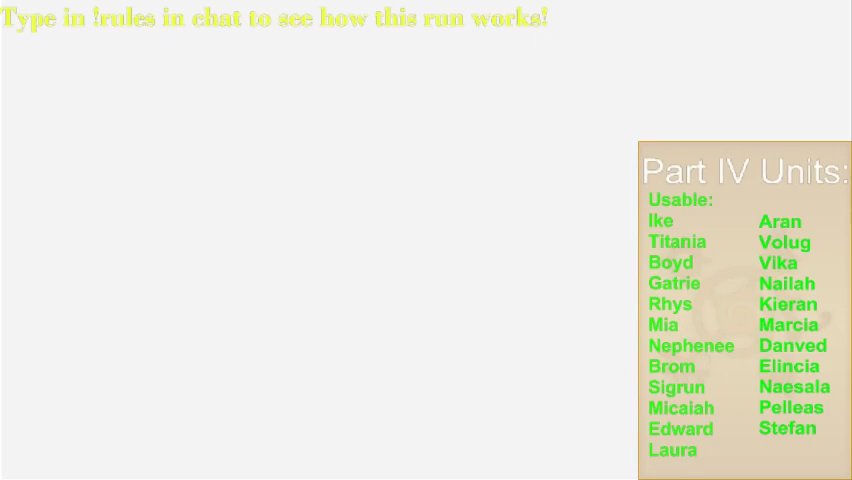 Type in !rules in chat to see how this run works!
Part IV Units:
Usable:
Ike
Titania
Boyd
Gatrie
Rhys
Mia
Nephenee
Brom
Sigrun
Micaiah
Edward
Laura
Aran
Volug
Vika
Nailah
Kieran
Marcia
Danved
Elincia
Naesala
Pelleas
Stefan